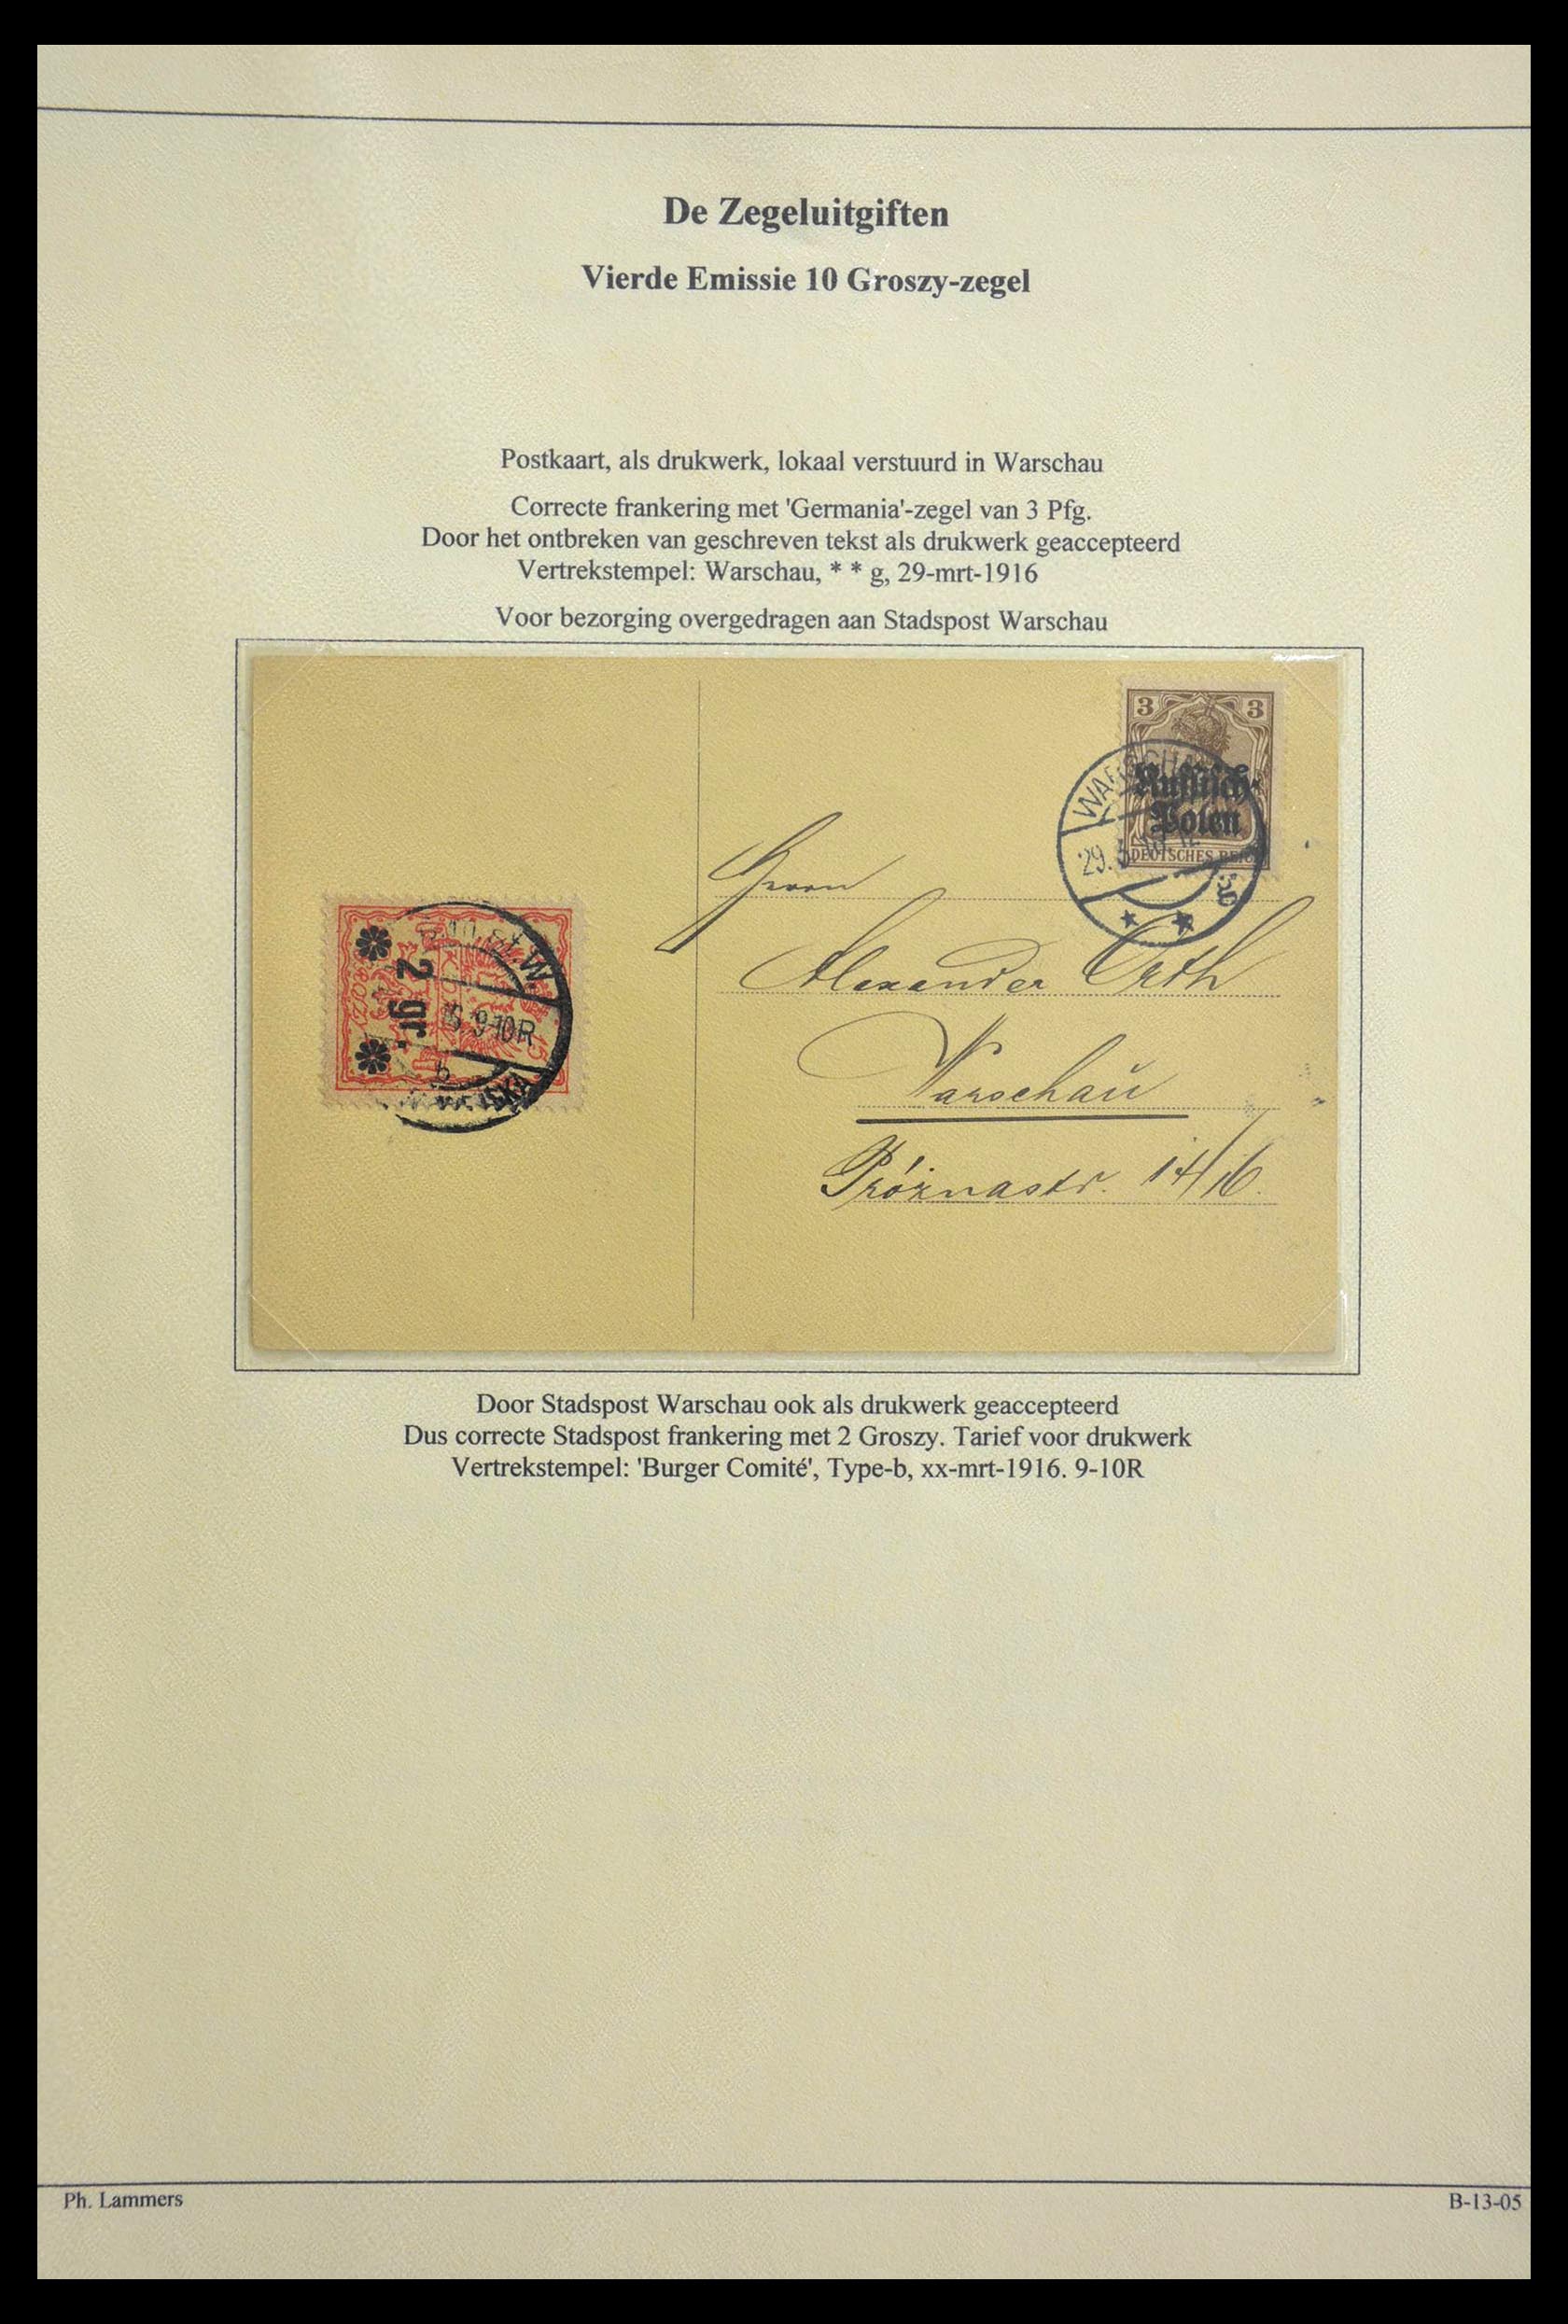 De Zegeluitgiften
Vierde Emissie 10 Groszy-zegel
Postkaart, als drukwerk, lokaal verstuurd in Warschau
Correcte frankering met 'Germania'-zegel van 3 Pfg.
Door het ontbreken van geschreven tekst als drukwerk geaccepteerd
Vertrekstempel: Warschau, * * g, 29-mrt-1916
Voor bezorging overgedragen aan Stadspost Warschau
3 3
Russisch-
Polen
DEUTSCHES REICH
29.3
** g
Herrn
Alexander Orth
Warschau
Próznastr. 14/16.
2 gr.
9-10R
b
Door Stadspost Warschau ook als drukwerk geaccepteerd
Dus correcte Stadspost frankering met 2 Groszy. Tarief voor drukwerk
Vertrekstempel: 'Burger Comité', Type-b, xx-mrt-1916. 9-10R
Ph. Lammers
B-13-05